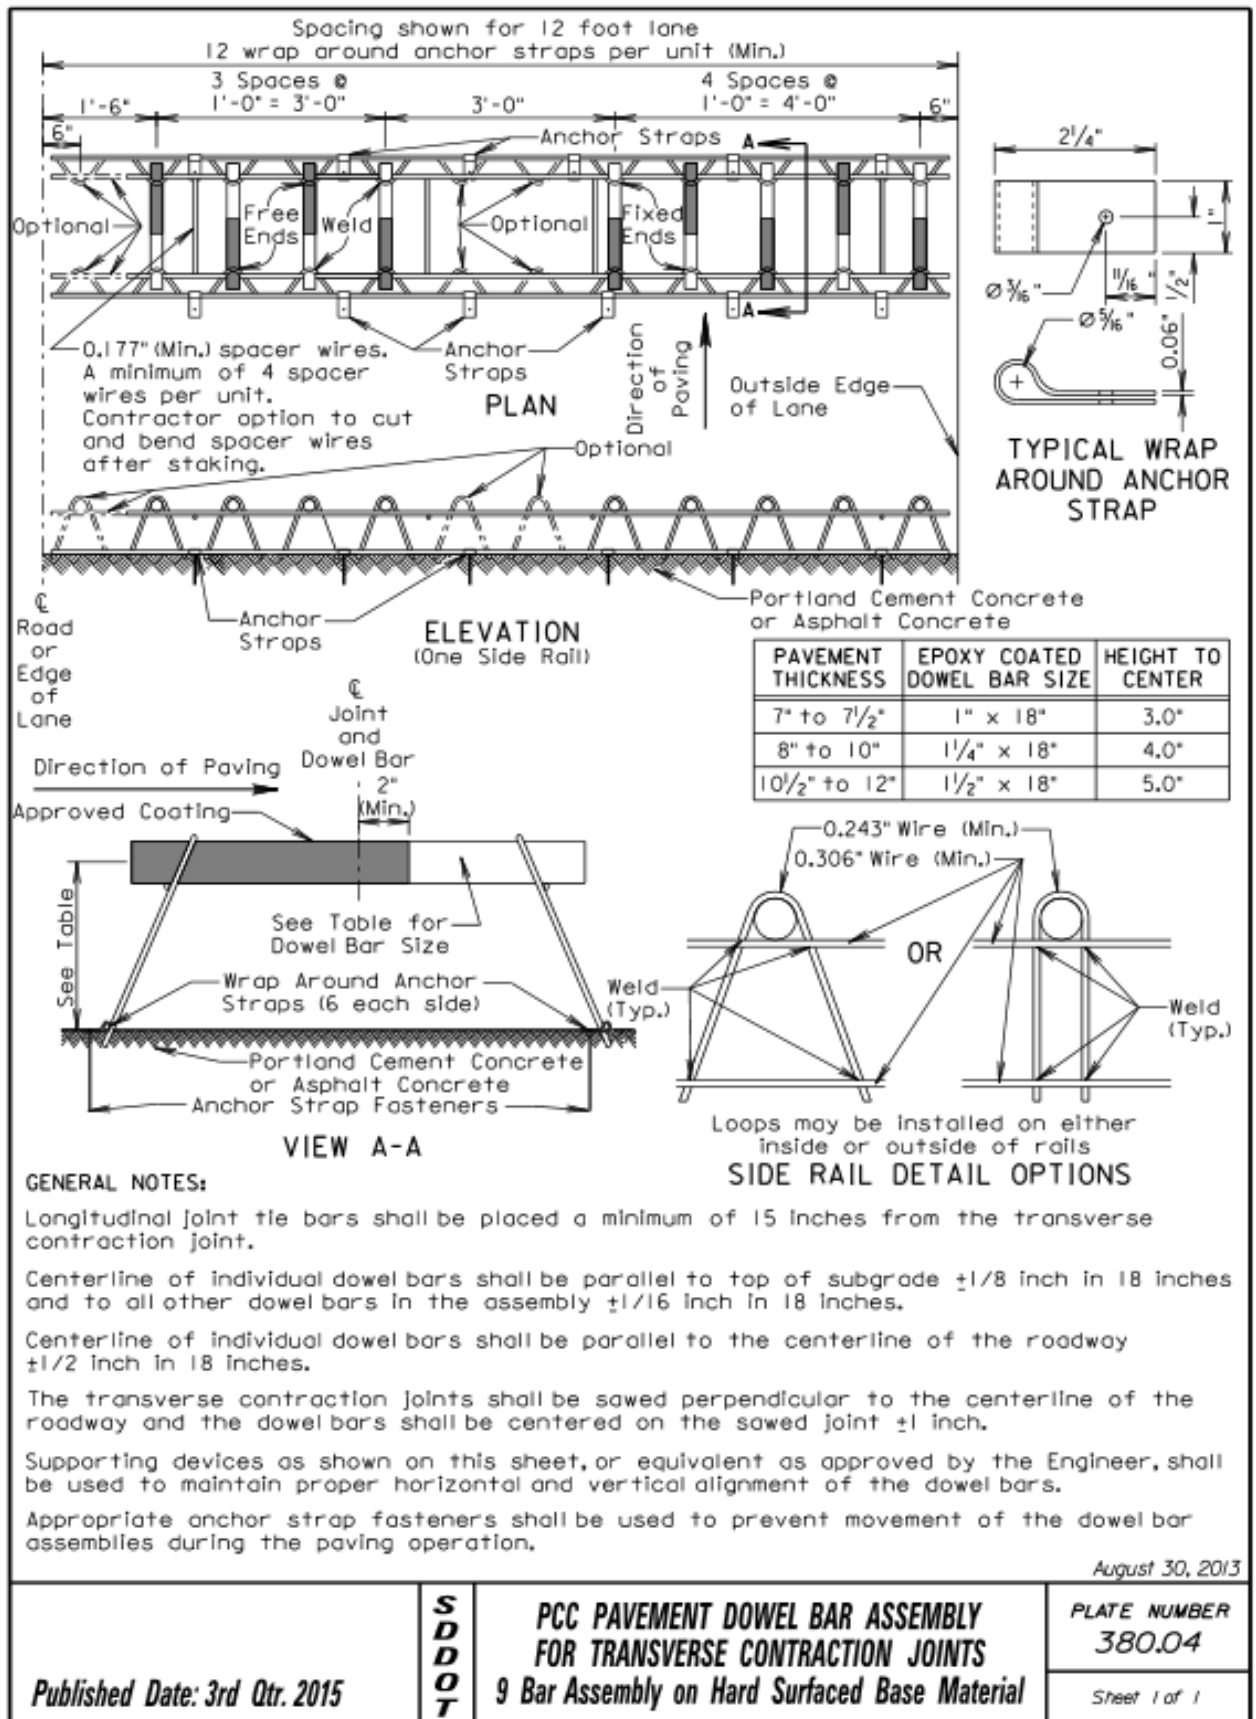 Spacing shown for 12 foot lane
12 wrap around anchor straps per unit (Min.)
3 Spaces @
1'-0" = 3'-0"
4 Spaces @
1'-0" = 4'-0"
1'-6"
3'-0"
6"
6"
Anchor Straps
A
Optional
Free
Ends
Weld
Optional
Fixed
Ends
A
0.177" (Min.) spacer wires.
A minimum of 4 spacer
wires per unit.
Contractor option to cut
and bend spacer wires
after staking.
Anchor
Straps
PLAN
Direction
of
Paving
Outside Edge
of Lane
2 1/4"
1"
Ø 3/16"
11/16"
1/2"
Ø 5/16"
0.06"
TYPICAL WRAP
AROUND ANCHOR
STRAP
Optional
℄
Road
or
Edge
of
Lane
Anchor
Straps
ELEVATION
(One Side Rail)
Portland Cement Concrete
or Asphalt Concrete
PAVEMENT THICKNESS EPOXY COATED DOWEL BAR SIZE HEIGHT TO CENTER
7" to 7 1/2" 1" x 18" 3.0"
8" to 10" 1 1/4" x 18" 4.0"
10 1/2" to 12" 1 1/2" x 18" 5.0"
℄
Joint
and
Dowel Bar
Direction of Paving
2"
(Min.)
Approved Coating
See Table
See Table for
Dowel Bar Size
Wrap Around Anchor
Straps (6 each side)
Portland Cement Concrete
or Asphalt Concrete
Anchor Strap Fasteners
VIEW A-A
0.243" Wire (Min.)
0.306" Wire (Min.)
OR
Weld
(Typ.)
Weld
(Typ.)
Loops may be installed on either
inside or outside of rails
SIDE RAIL DETAIL OPTIONS
GENERAL NOTES:
Longitudinal joint tie bars shall be placed a minimum of 15 inches from the transverse
contraction joint.
Centerline of individual dowel bars shall be parallel to top of subgrade ±1/8 inch in 18 inches
and to all other dowel bars in the assembly ±1/16 inch in 18 inches.
Centerline of individual dowel bars shall be parallel to the centerline of the roadway
±1/2 inch in 18 inches.
The transverse contraction joints shall be sawed perpendicular to the centerline of the
roadway and the dowel bars shall be centered on the sawed joint ±1 inch.
Supporting devices as shown on this sheet, or equivalent as approved by the Engineer, shall
be used to maintain proper horizontal and vertical alignment of the dowel bars.
Appropriate anchor strap fasteners shall be used to prevent movement of the dowel bar
assemblies during the paving operation.
August 30, 2013
Published Date: 3rd Qtr. 2015
S
D
D
O
T
PCC PAVEMENT DOWEL BAR ASSEMBLY
FOR TRANSVERSE CONTRACTION JOINTS
9 Bar Assembly on Hard Surfaced Base Material
PLATE NUMBER
380.04
Sheet 1 of 1